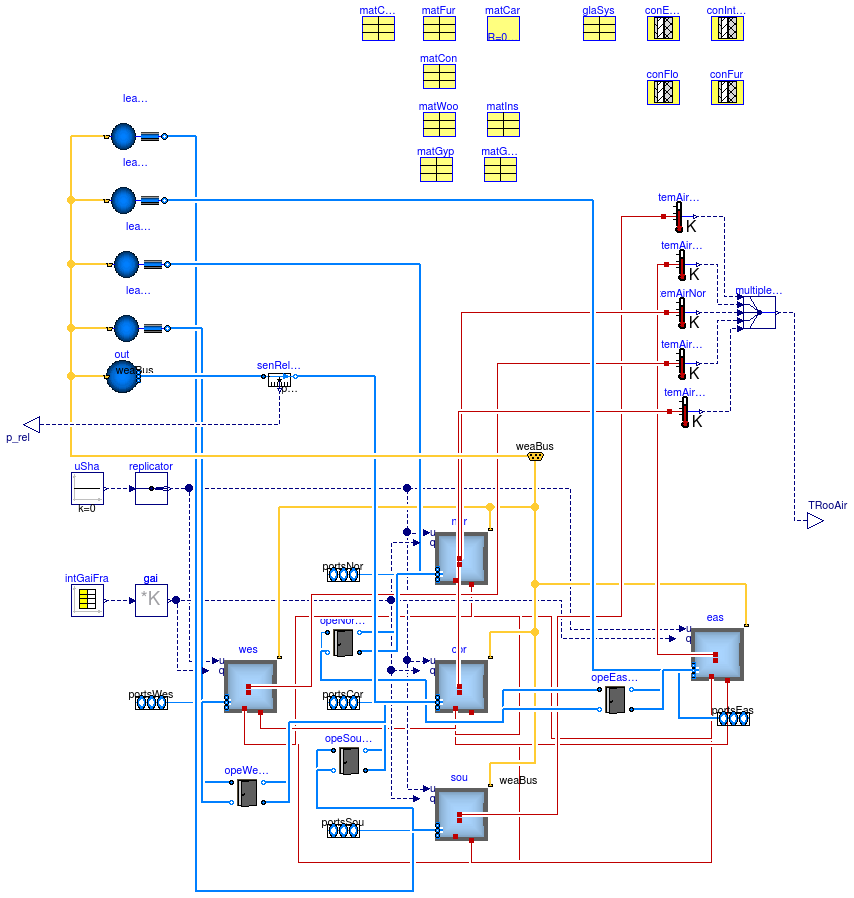 matC...
matFur
matCar
R=0
glaSys
conE...
conInt...
matCon
conFlo
conFur
matWoo
matIns
matGyp
matG...
lea...
lea...
lea...
lea...
out
weaBus
senRel...
p...
p_rel
temAir...
K
temAir...
K
temAirNor
K
temAir...
K
temAir...
K
multiple...
TRooAir
weaBus
uSha
k=0
replicator
nor
u
q
portsNor
intGaiFra
gai
*K
opeNor...
wes
u
q
cor
u
q
eas
u
q
portsWes
portsCor
opeEas...
portsEas
opeSou...
opeWe...
sou
u
q
weaBus
portsSou